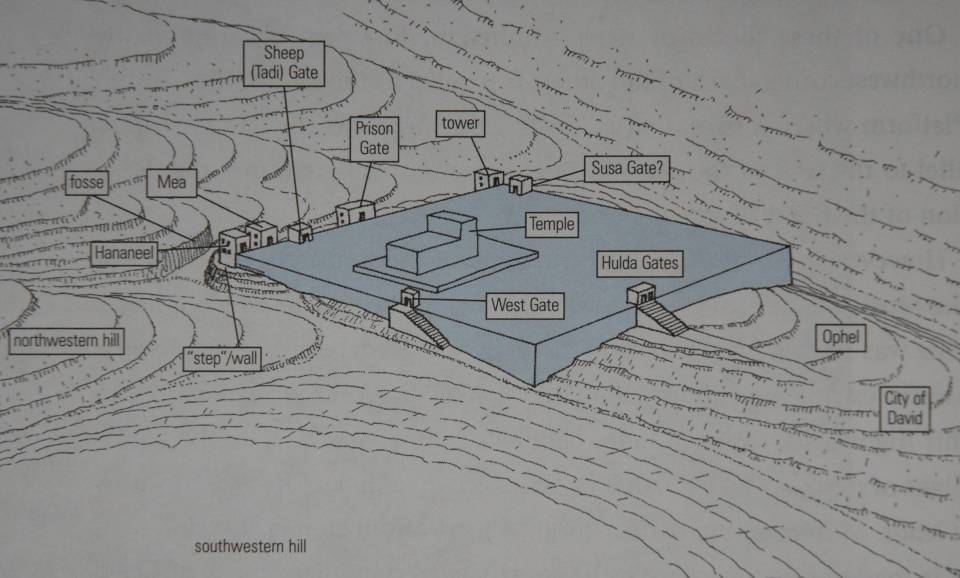 Sheep
(Tadi) Gate
Prison
Gate
tower
Susa Gate?
fosse
Mea
Temple
Hananeel
Hulda Gates
West Gate
northwestern hill
"step"/wall
Ophel
City of
David
southwestern hill